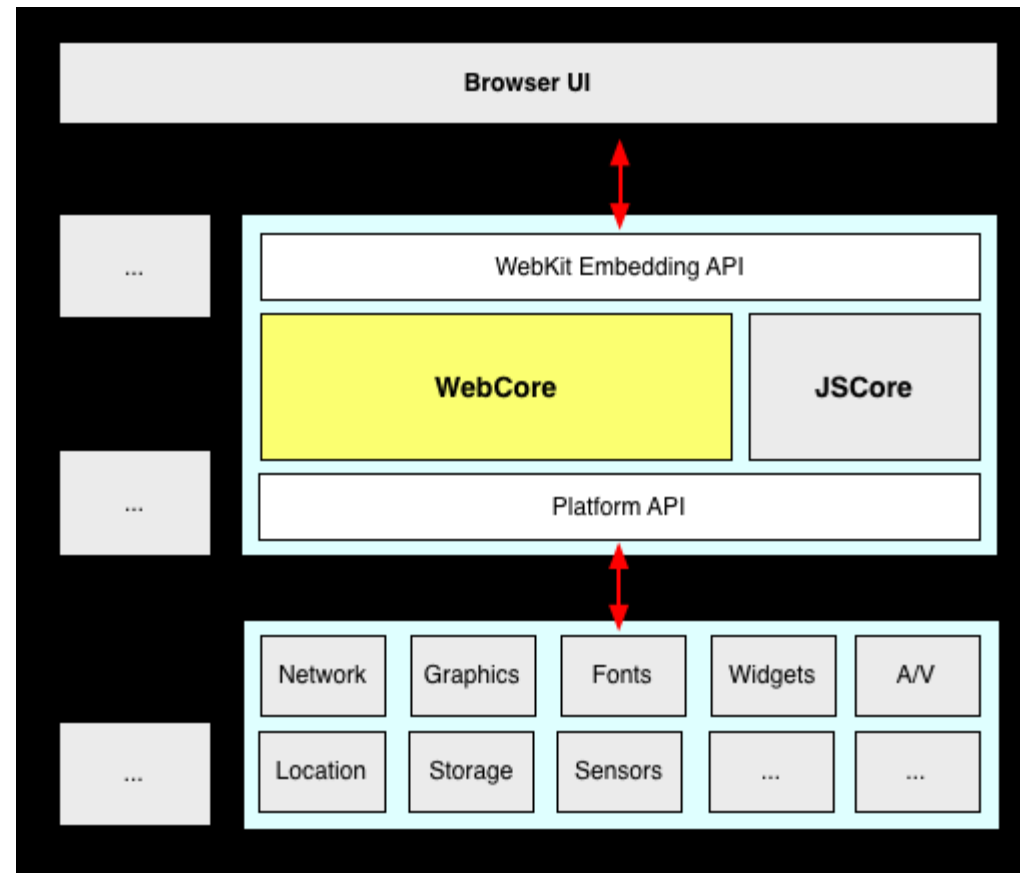 Browser UI
...
WebKit Embedding API
WebCore
JSCore
...
Platform API
Network
Graphics
Fonts
Widgets
A/V
...
Location
Storage
Sensors
...
...